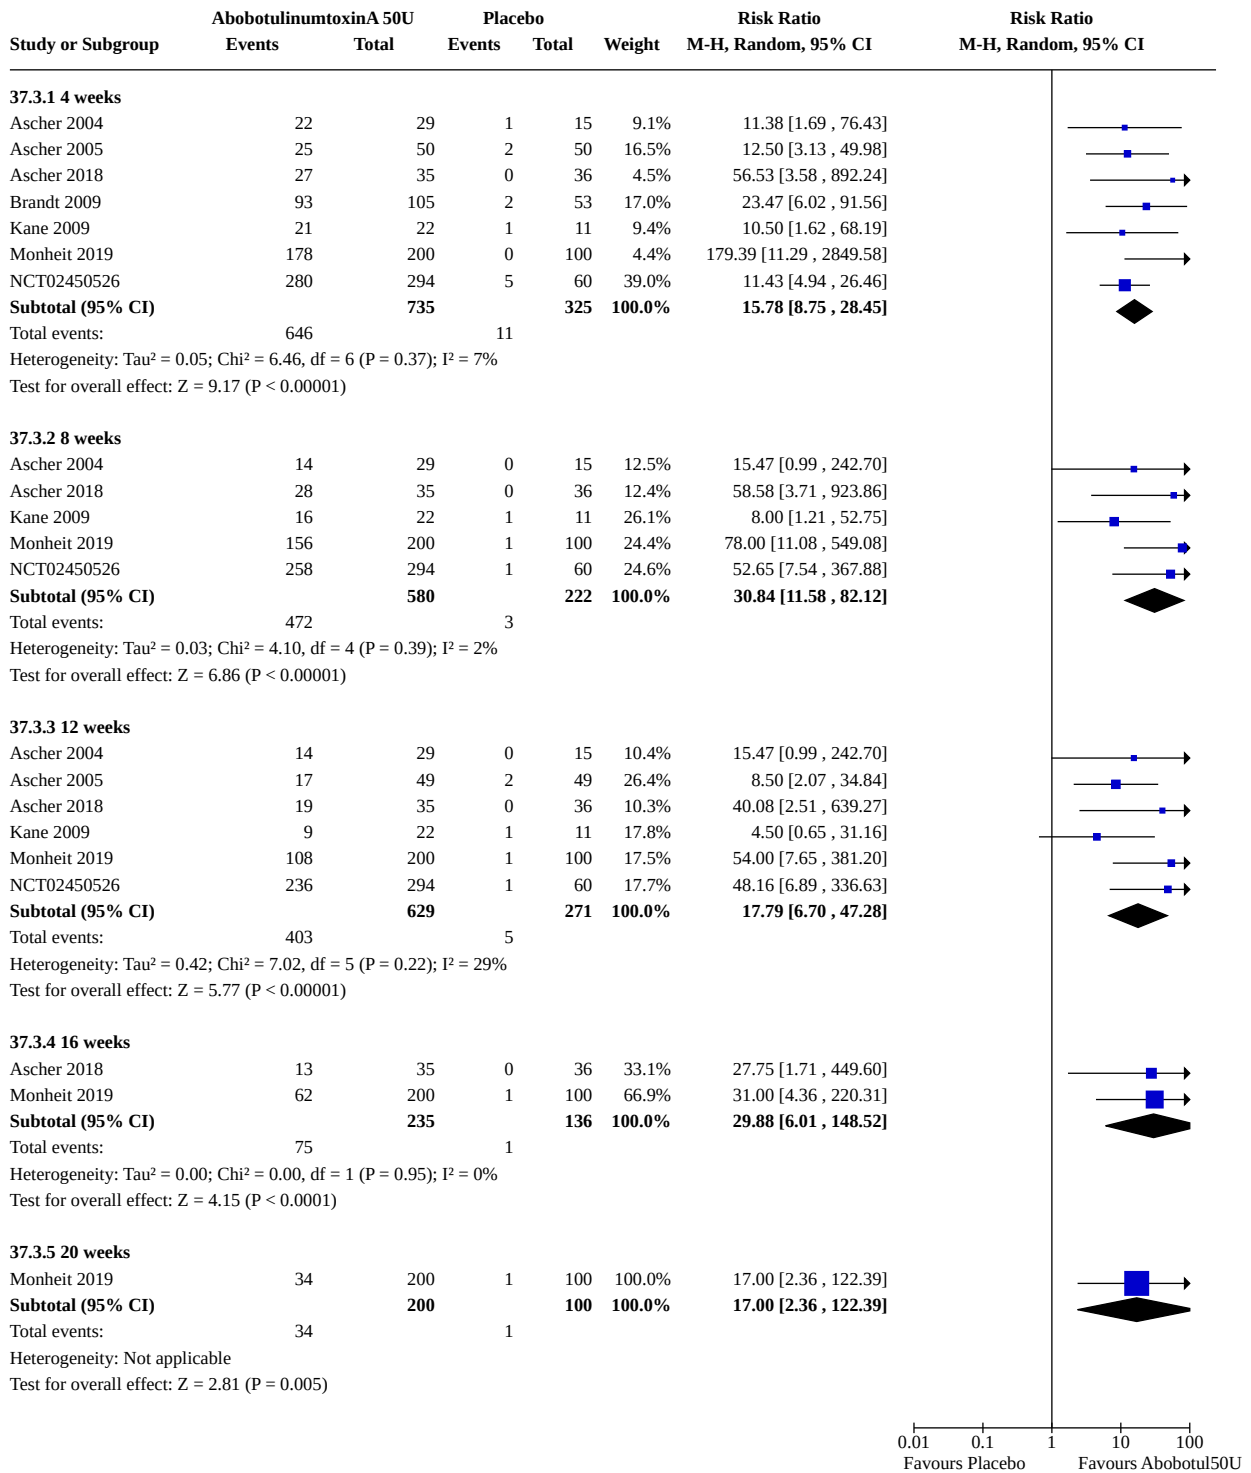 AbobotulinumtoxinA 50U Placebo Risk Ratio Risk Ratio
Study or Subgroup Events Total Events Total Weight M-H, Random, 95% CI M-H, Random, 95% CI
37.3.1 4 weeks
Ascher 2004 22 29 1 15 9.1% 11.38 [1.69 , 76.43]
Ascher 2005 25 50 2 50 16.5% 12.50 [3.13 , 49.98]
Ascher 2018 27 35 0 36 4.5% 56.53 [3.58 , 892.24]
Brandt 2009 93 105 2 53 17.0% 23.47 [6.02 , 91.56]
Kane 2009 21 22 1 11 9.4% 10.50 [1.62 , 68.19]
Monheit 2019 178 200 0 100 4.4% 179.39 [11.29 , 2849.58]
NCT02450526 280 294 5 60 39.0% 11.43 [4.94 , 26.46]
Subtotal (95% CI) 735 325 100.0% 15.78 [8.75 , 28.45]
Total events: 646 11
Heterogeneity: Tau² = 0.05; Chi² = 6.46, df = 6 (P = 0.37); I² = 7%
Test for overall effect: Z = 9.17 (P < 0.00001)
37.3.2 8 weeks
Ascher 2004 14 29 0 15 12.5% 15.47 [0.99 , 242.70]
Ascher 2018 28 35 0 36 12.4% 58.58 [3.71 , 923.86]
Kane 2009 16 22 1 11 26.1% 8.00 [1.21 , 52.75]
Monheit 2019 156 200 1 100 24.4% 78.00 [11.08 , 549.08]
NCT02450526 258 294 1 60 24.6% 52.65 [7.54 , 367.88]
Subtotal (95% CI) 580 222 100.0% 30.84 [11.58 , 82.12]
Total events: 472 3
Heterogeneity: Tau² = 0.03; Chi² = 4.10, df = 4 (P = 0.39); I² = 2%
Test for overall effect: Z = 6.86 (P < 0.00001)
37.3.3 12 weeks
Ascher 2004 14 29 0 15 10.4% 15.47 [0.99 , 242.70]
Ascher 2005 17 49 2 49 26.4% 8.50 [2.07 , 34.84]
Ascher 2018 19 35 0 36 10.3% 40.08 [2.51 , 639.27]
Kane 2009 9 22 1 11 17.8% 4.50 [0.65 , 31.16]
Monheit 2019 108 200 1 100 17.5% 54.00 [7.65 , 381.20]
NCT02450526 236 294 1 60 17.7% 48.16 [6.89 , 336.63]
Subtotal (95% CI) 629 271 100.0% 17.79 [6.70 , 47.28]
Total events: 403 5
Heterogeneity: Tau² = 0.42; Chi² = 7.02, df = 5 (P = 0.22); I² = 29%
Test for overall effect: Z = 5.77 (P < 0.00001)
37.3.4 16 weeks
Ascher 2018 13 35 0 36 33.1% 27.75 [1.71 , 449.60]
Monheit 2019 62 200 1 100 66.9% 31.00 [4.36 , 220.31]
Subtotal (95% CI) 235 136 100.0% 29.88 [6.01 , 148.52]
Total events: 75 1
Heterogeneity: Tau² = 0.00; Chi² = 0.00, df = 1 (P = 0.95); I² = 0%
Test for overall effect: Z = 4.15 (P < 0.0001)
37.3.5 20 weeks
Monheit 2019 34 200 1 100 100.0% 17.00 [2.36 , 122.39]
Subtotal (95% CI) 200 100 100.0% 17.00 [2.36 , 122.39]
Total events: 34 1
Heterogeneity: Not applicable
Test for overall effect: Z = 2.81 (P = 0.005)
0.01 0.1 1 10 100
Favours Placebo Favours Abobotul50U